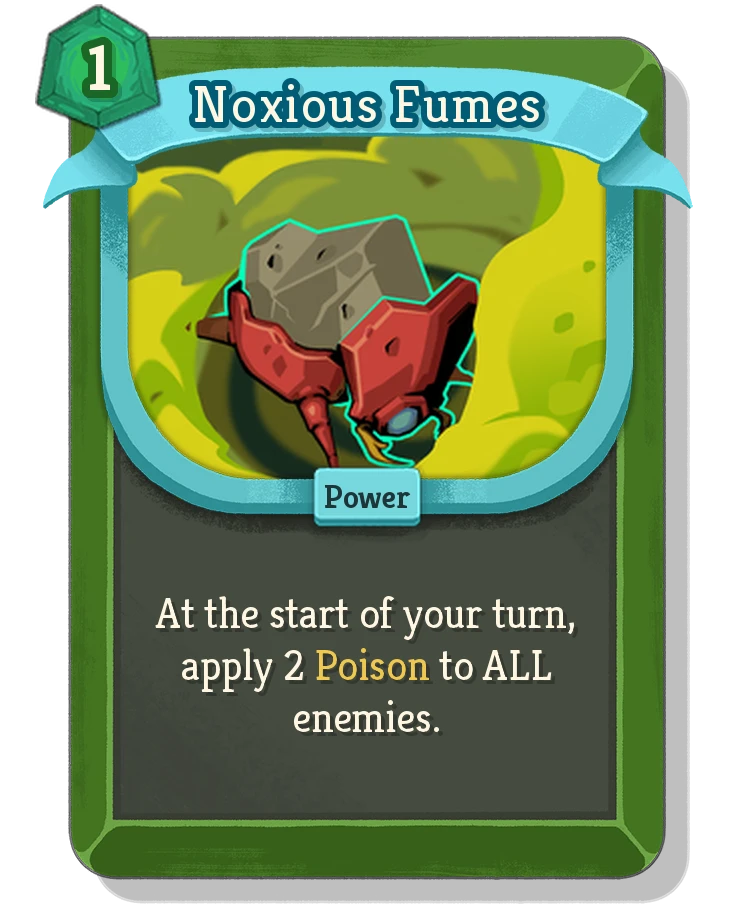 1
Noxious Fumes
Power
At the start of your turn,
apply 2 Poison to ALL
enemies.